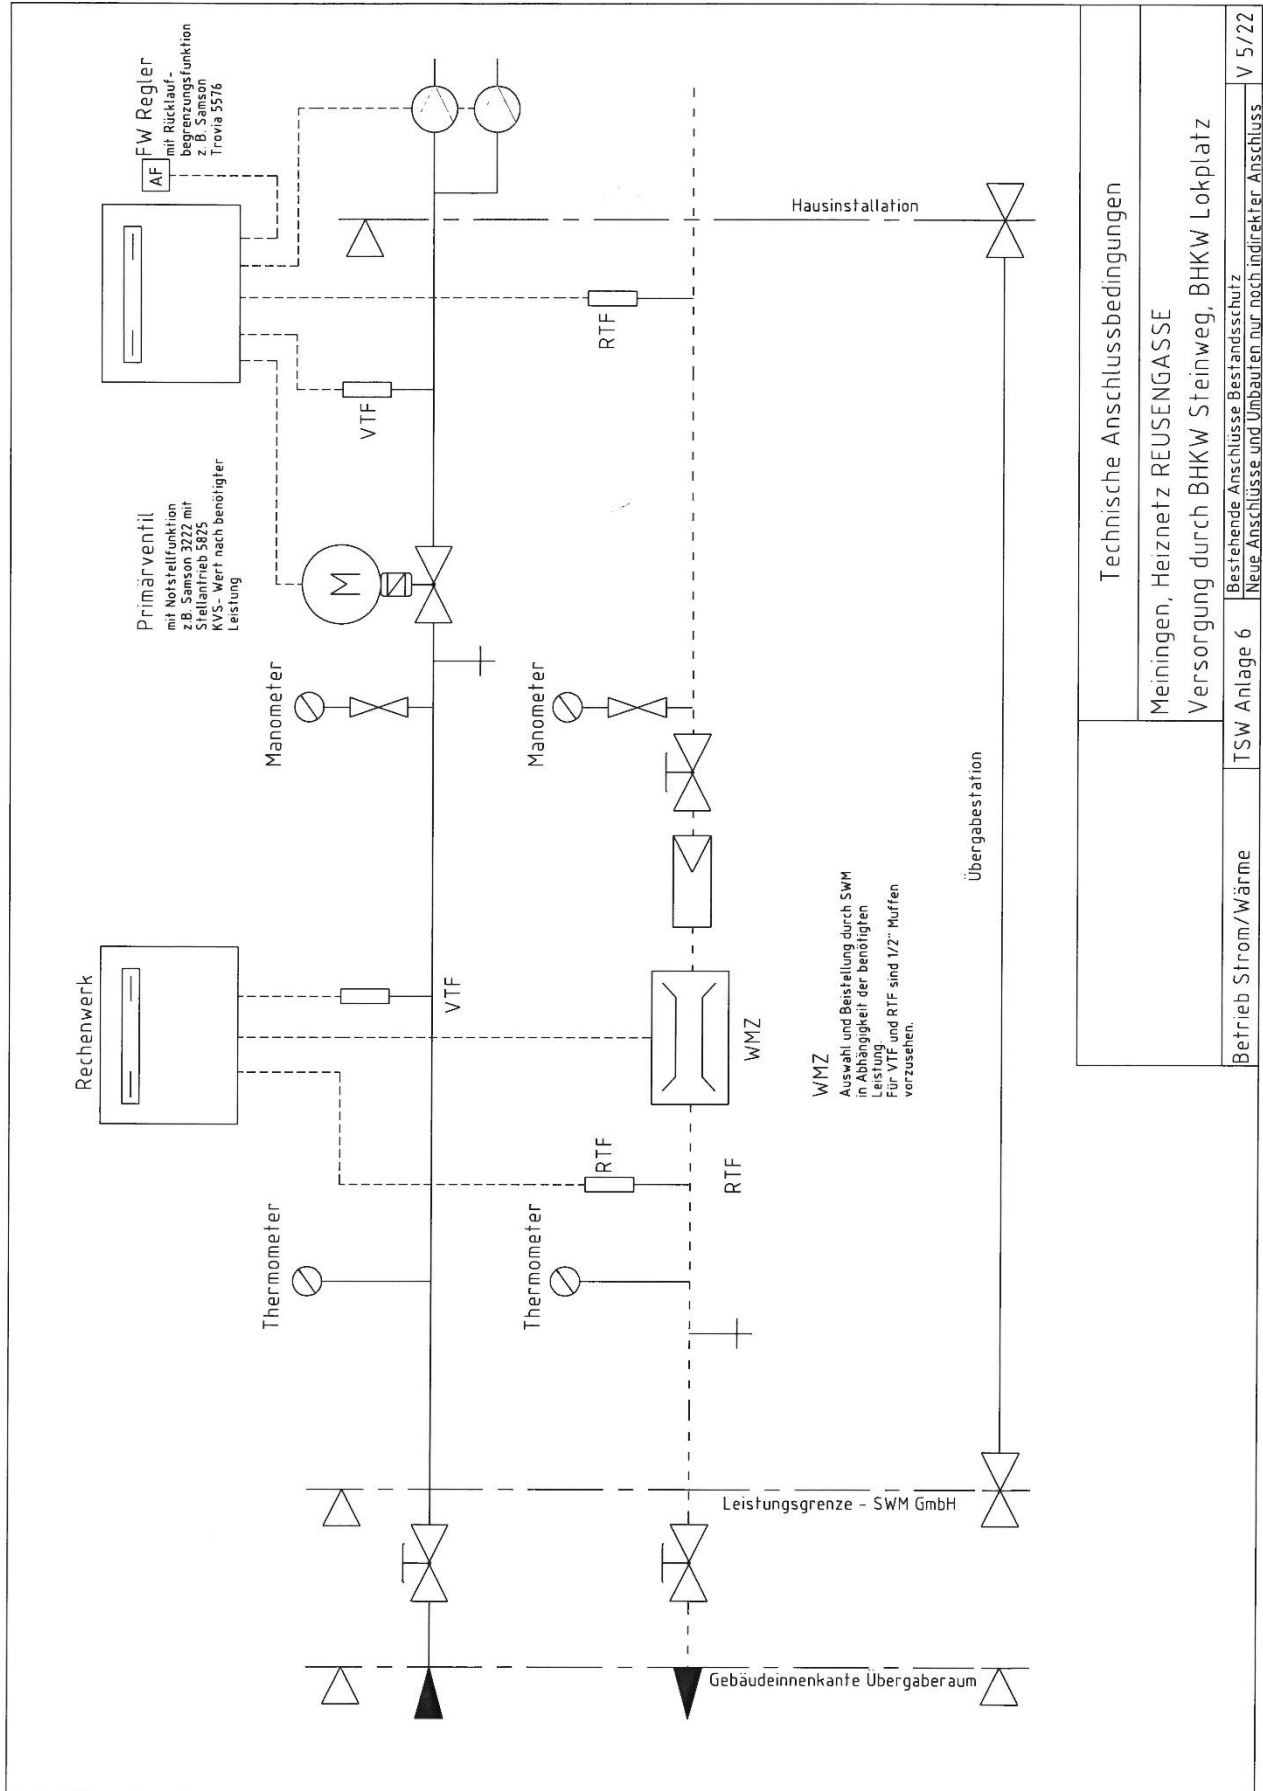 FW Regler
mit Rücklauf-
begrenzungsfunktion
z. B. Samson
Trovia 5576
AF
Primärventil
mit Notstellfunktion
z.B. Samson 3222 mit
Stellantrieb 5825
KVS- Wert nach benötigter
Leistung
Rechenwerk
M
VTF
RTF
Manometer
Manometer
VTF
RTF
RTF
Thermometer
Thermometer
WMZ
WMZ
Auswahl und Beistellung durch SWM
in Abhängigkeit der benötigten
Leistung.
Für VTF und RTF sind 1/2" Muffen
vorzusehen.
Gebäudeinnenkante Übergaberaum
Leistungsgrenze - SWM GmbH
Hausinstallation
Übergabestation
Technische Anschlussbedingungen
Meiningen, Heiznetz REUSENGASSE
Versorgung durch BHKW Steinweg, BHKW Lokplatz
Betrieb Strom/Wärme
TSW Anlage 6
Bestehende Anschlüsse Bestandsschutz
Neue Anschlüsse und Umbauten nur noch indirekter Anschluss
V 5/22